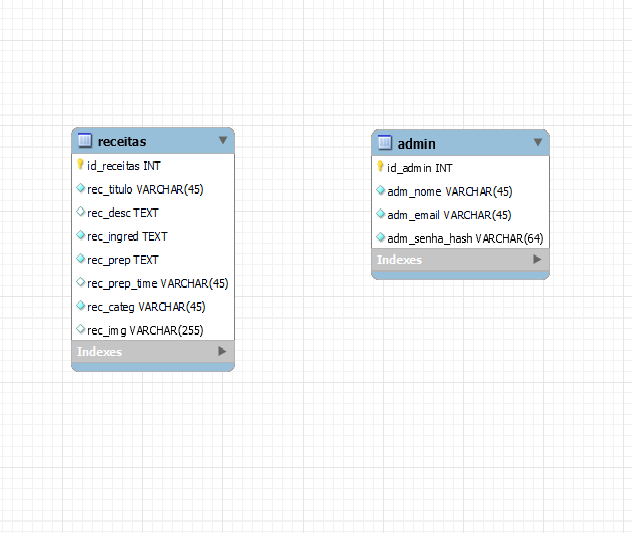 receitas
id_receitas INT
rec_titulo VARCHAR(45)
rec_desc TEXT
rec_ingred TEXT
rec_prep TEXT
rec_prep_time VARCHAR(45)
rec_categ VARCHAR(45)
rec_img VARCHAR(255)
Indexes
admin
id_admin INT
adm_nome VARCHAR(45)
adm_email VARCHAR(45)
adm_senha_hash VARCHAR(64)
Indexes